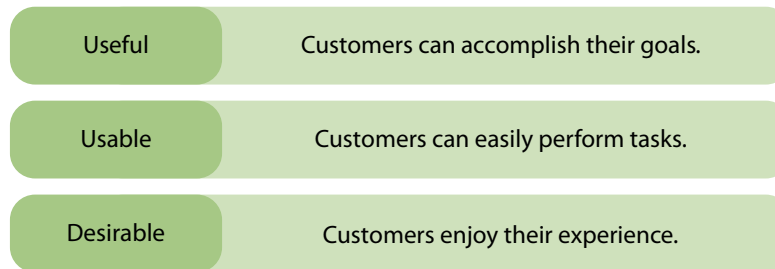 Useful Customers can accomplish their goals.
Usable Customers can easily perform tasks.
Desirable Customers enjoy their experience.